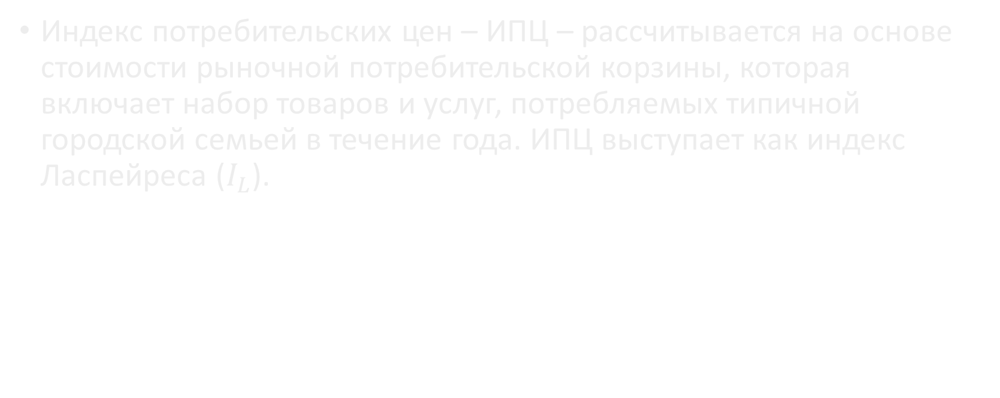 • Индекс потребительских цен – ИПЦ – рассчитывается на основе
стоимости рыночной потребительской корзины, которая
включает набор товаров и услуг, потребляемых типичной
городской семьей в течение года. ИПЦ выступает как индекс
Ласпейреса (I_L).